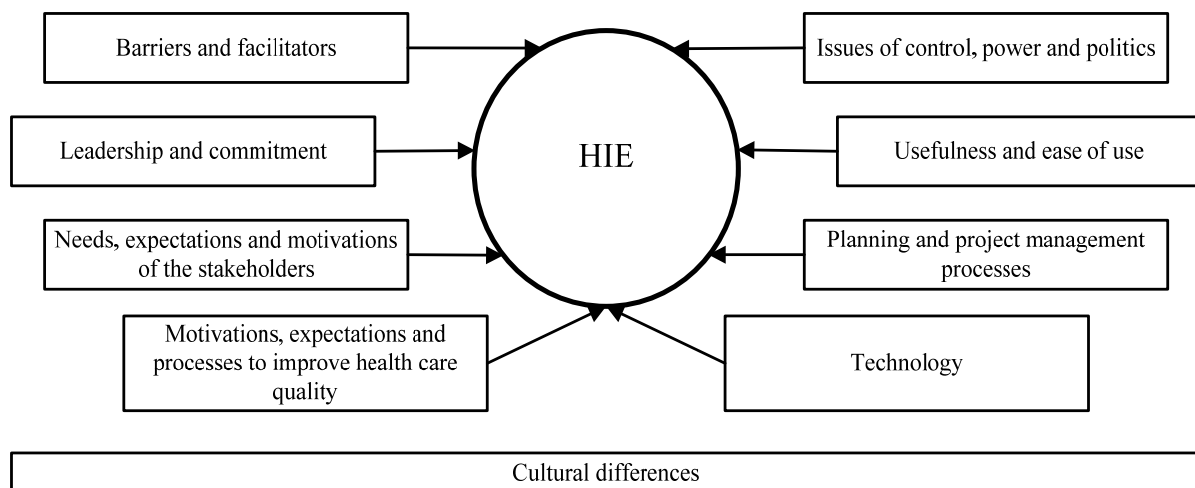 Barriers and facilitators
Issues of control, power and politics
Leadership and commitment
HIE
Usefulness and ease of use
Needs, expectations and motivations
of the stakeholders
Planning and project management
processes
Motivations, expectations and
processes to improve health care
quality
Technology
Cultural differences